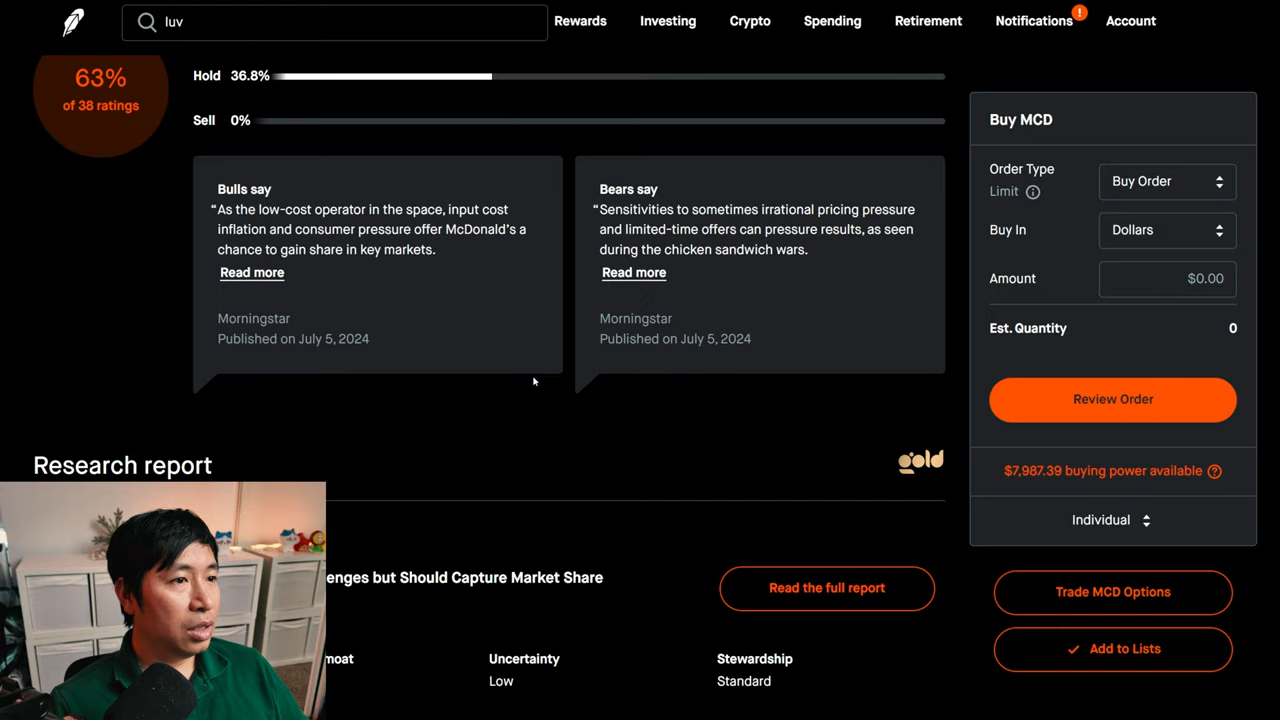 luv
Rewards
Investing
Crypto
Spending
Retirement
Notifications
!
Account
63%
of 38 ratings
Hold 36.8%
Sell 0%
Bulls say
“As the low-cost operator in the space, input cost
inflation and consumer pressure offer McDonald’s a
chance to gain share in key markets.
Read more
Morningstar
Published on July 5, 2024
Bears say
“Sensitivities to sometimes irrational pricing pressure
and limited-time offers can pressure results, as seen
during the chicken sandwich wars.
Read more
Morningstar
Published on July 5, 2024
Buy MCD
Order Type
Limit
Buy Order
Buy In
Dollars
Amount
$0.00
Est. Quantity
0
Review Order
$7,987.39 buying power available
Individual
Trade MCD Options
Add to Lists
Research report
gold
enges but Should Capture Market Share
Read the full report
moat
Uncertainty
Low
Stewardship
Standard